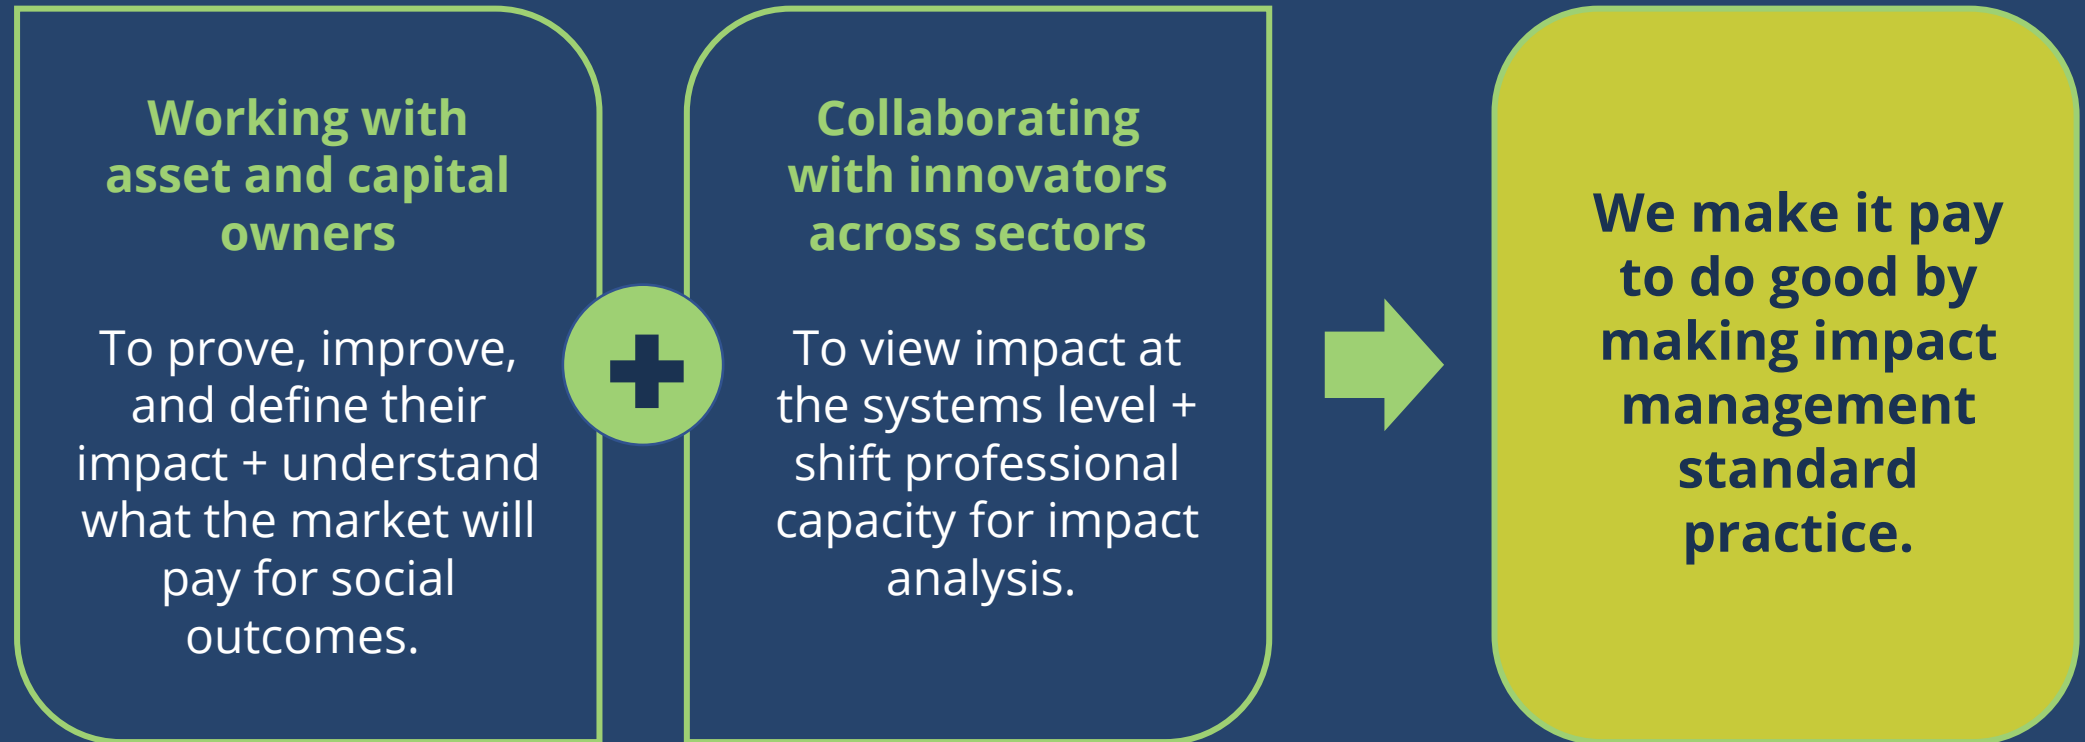 Working with
asset and capital
owners
To prove, improve,
and define their
impact + understand
what the market will
pay for social
outcomes.
Collaborating
with innovators
across sectors
To view impact at
the systems level +
shift professional
capacity for impact
analysis.
We make it pay
to do good by
making impact
management
standard
practice.